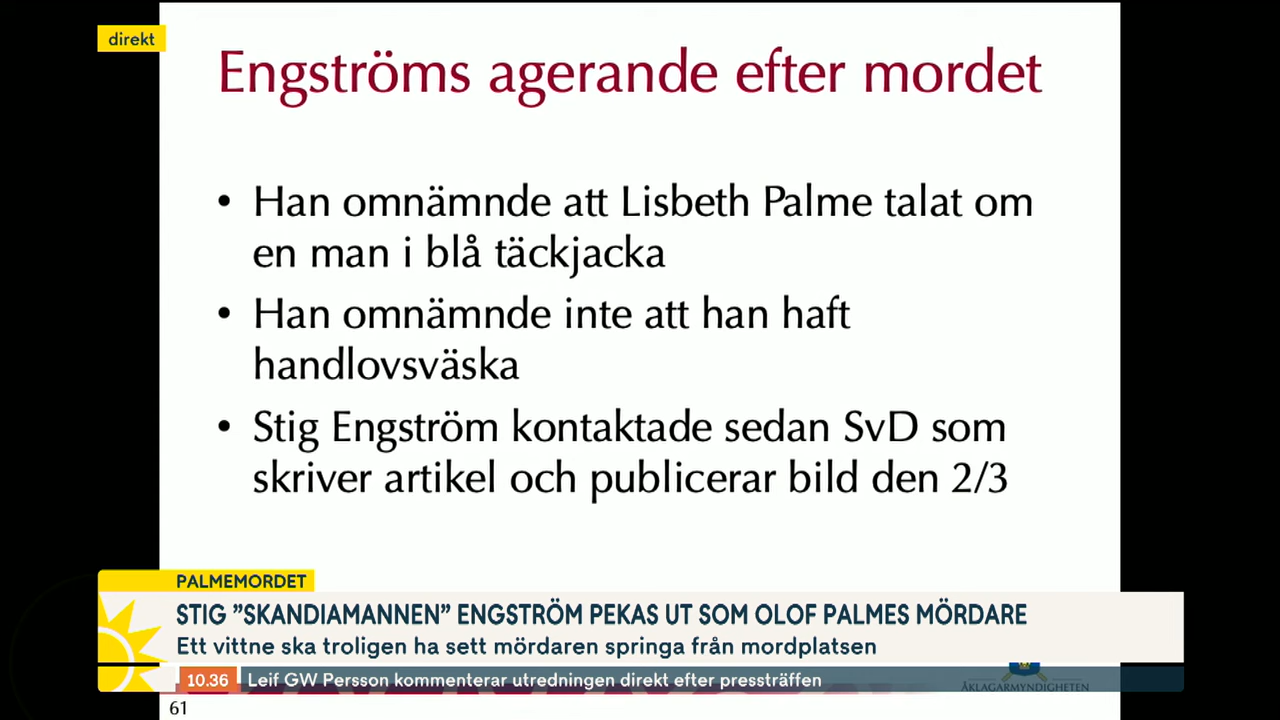 direkt
Engströms agerande efter mordet
• Han omnämnde att Lisbeth Palme talat om
en man i blå täckjacka
• Han omnämnde inte att han haft
handlovsväska
• Stig Engström kontaktade sedan SvD som
skriver artikel och publicerar bild den 2/3
PALMEMORDET
STIG ”SKANDIAMANNEN” ENGSTRÖM PEKAS UT SOM OLOF PALMES MÖRDARE
Ett vittne ska troligen ha sett mördaren springa från mordplatsen
10.36 Leif GW Persson kommenterar utredningen direkt efter pressträffen
ÅKLAGARMYNDIGHETEN
61